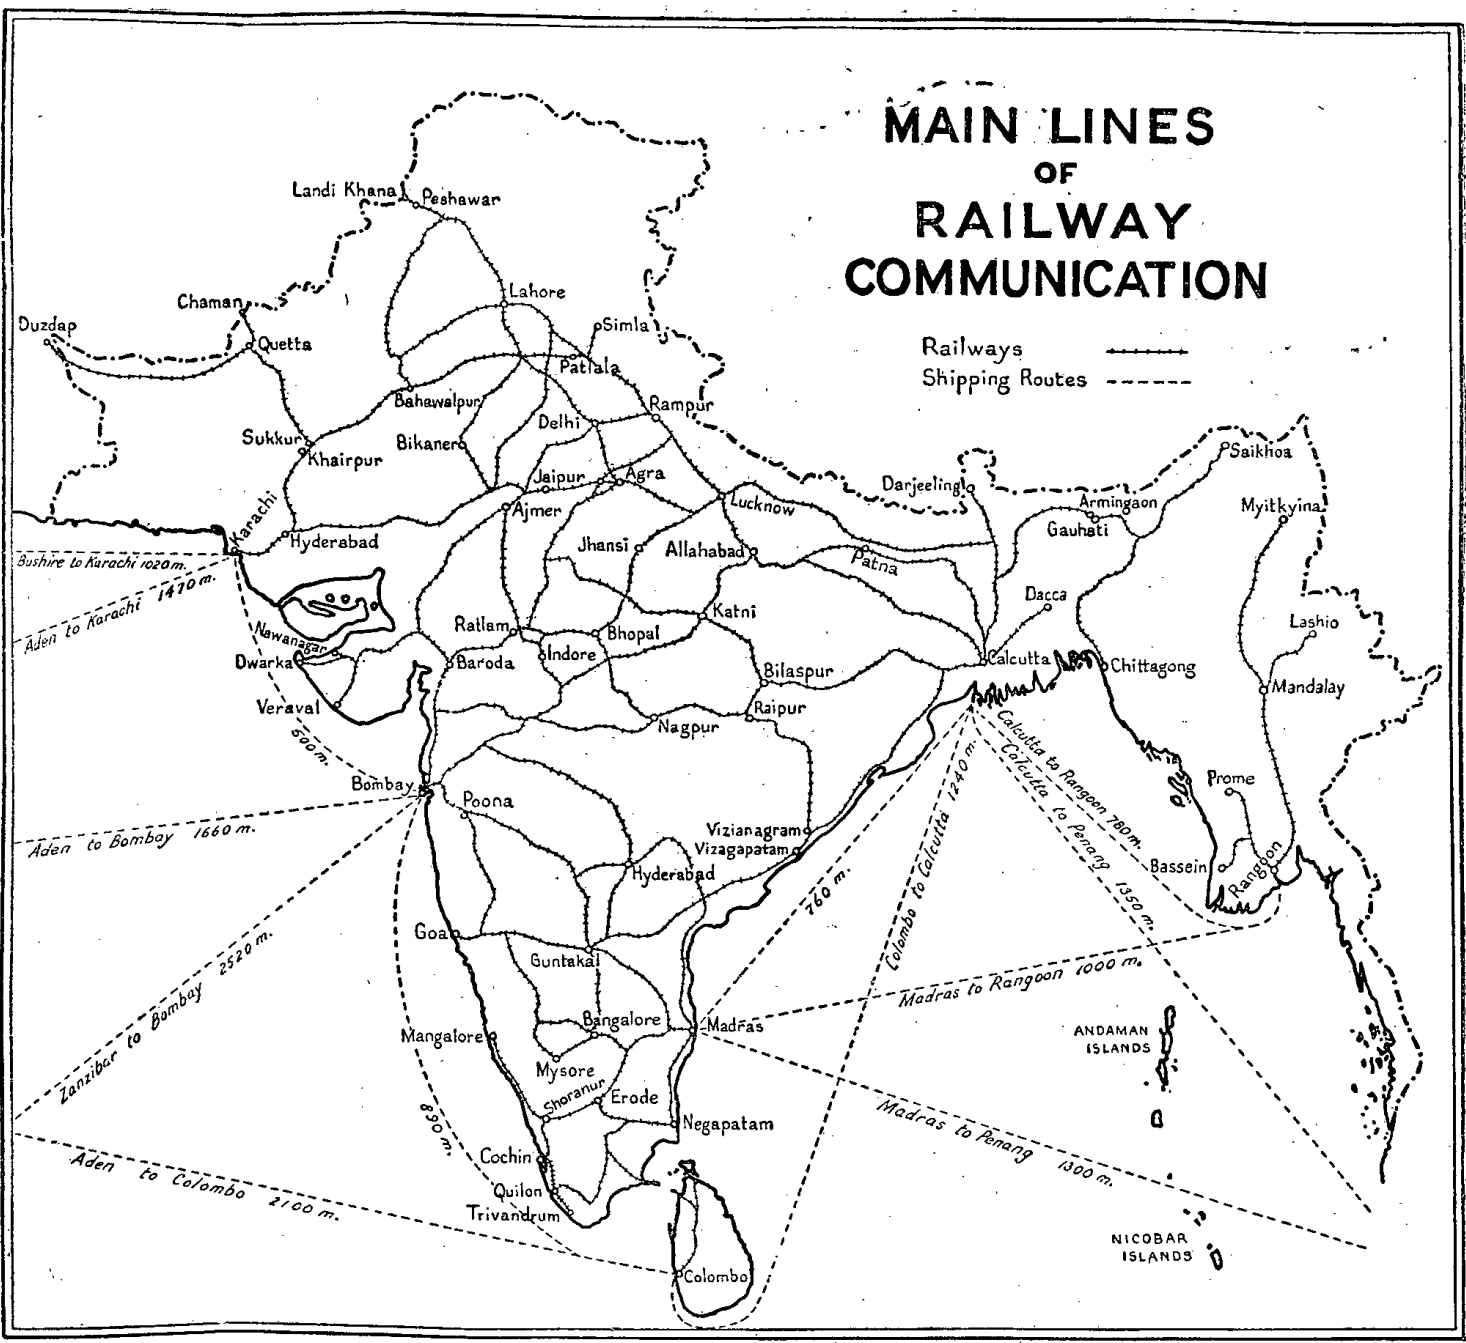 MAIN LINES
OF
RAILWAY
COMMUNICATION
Railways
Shipping Routes
Landi Khana
Peshawar
Lahore
Chaman
Duzdap
Quetta
Simla
Patiala
Bahawalpur
Rampur
Delhi
Sukkur
Khairpur
Bikaner
Jaipur
Agra
Ajmer
Lucknow
Darjeeling
Saikhoa
Armingaon
Gauhati
Myitkyina
Karachi
Hyderabad
Jhansi
Allahabad
Patna
Bushire to Karachi 1020m.
Aden to Karachi 1470 m.
Dacca
Lashio
Nawanagar
Dwarka
Veraval
Ratlam
Baroda
Indore
Bhopal
Katni
Bilaspur
Calcutta
Chittagong
Mandalay
Raipur
Nagpur
500 m.
Bombay
Poona
Prome
Calcutta to Rangoon 780 m.
Calcutta to Penang 1350 m.
Colombo to Calcutta 1240 m.
Aden to Bombay 1660 m.
Vizianagram
Vizagapatam
Hyderabad
Bassein
Rangoon
760 m.
Zanzibar to Bombay 2520 m.
Goa
Guntakal
Madras to Rangoon 1000 m.
Bangalore
Madras
Mangalore
Mysore
Shoranur
Erode
Negapatam
ANDAMAN
ISLANDS
890 m.
Madras to Penang 1300 m.
Cochin
Quilon
Trivandrum
Aden to Colombo 2100 m.
Colombo
NICOBAR
ISLANDS